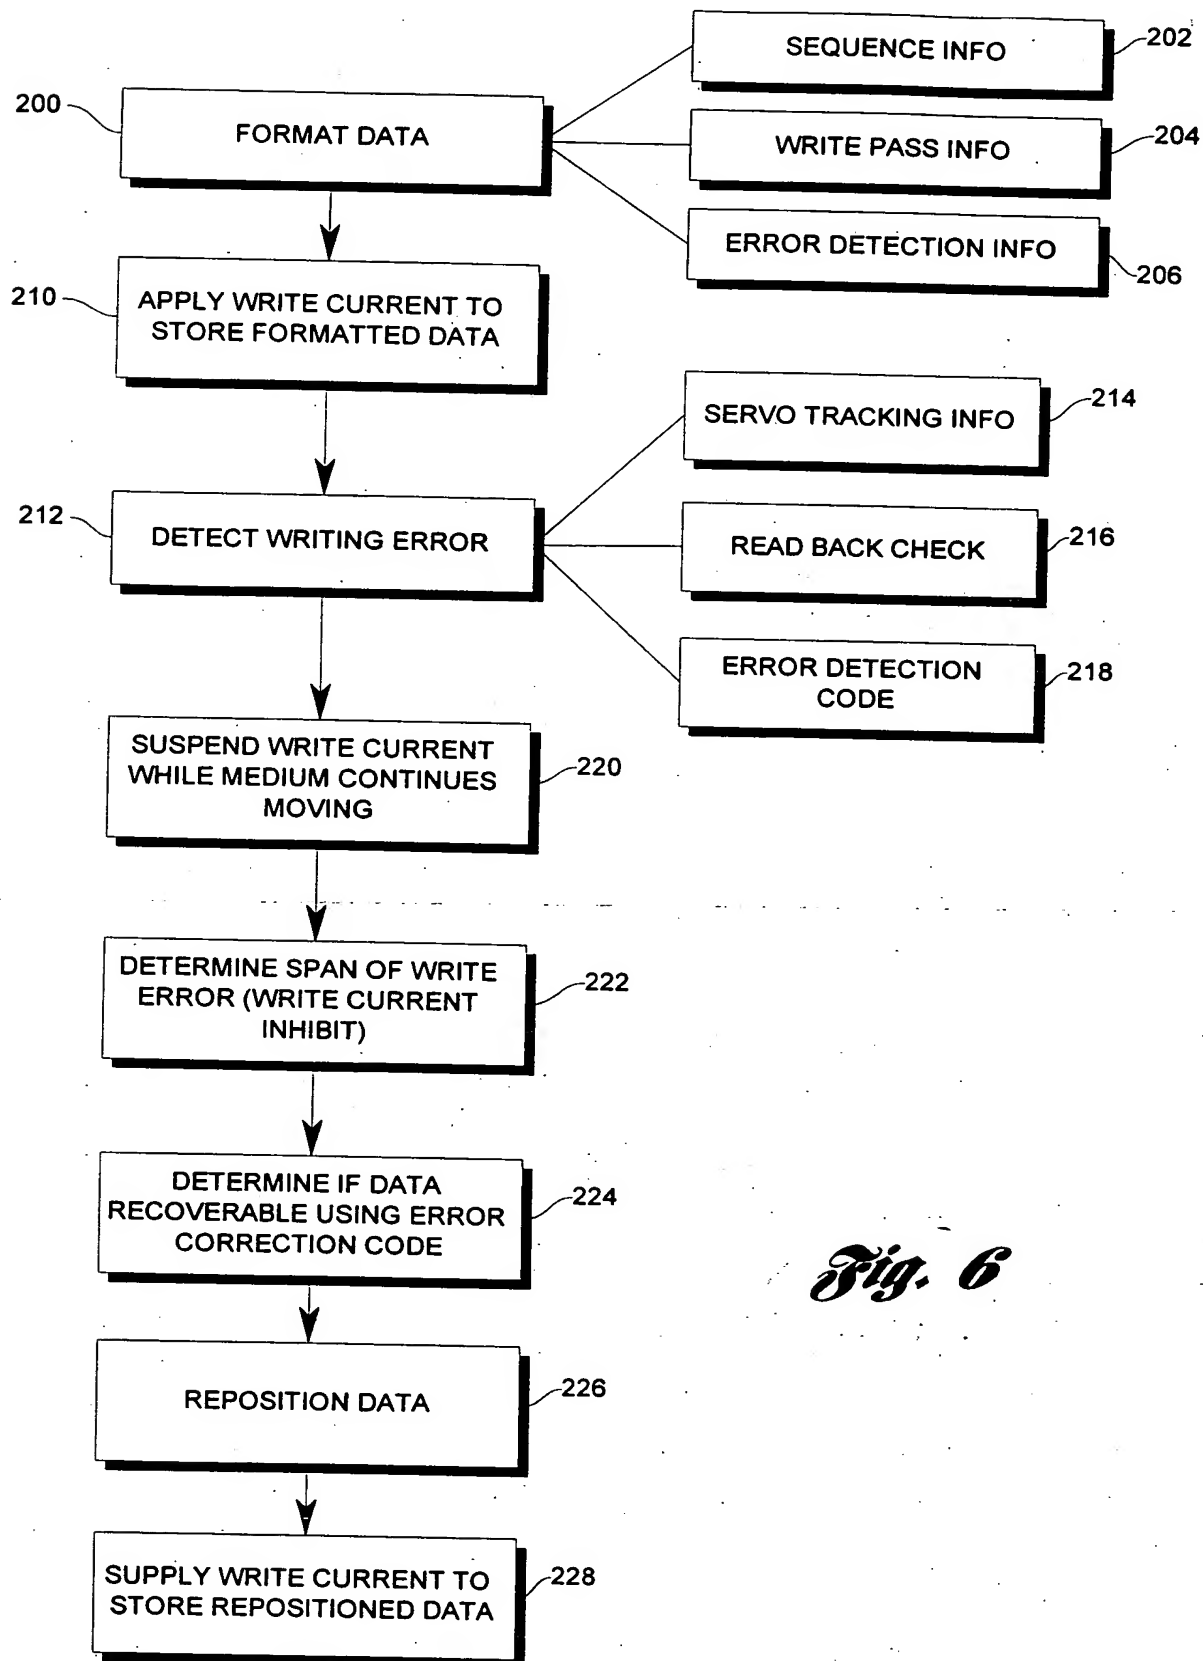 SEQUENCE INFO
202
200
FORMAT DATA
WRITE PASS INFO
204
ERROR DETECTION INFO
206
210
APPLY WRITE CURRENT TO
STORE FORMATTED DATA
SERVO TRACKING INFO
214
212
DETECT WRITING ERROR
READ BACK CHECK
216
ERROR DETECTION
CODE
218
SUSPEND WRITE CURRENT
WHILE MEDIUM CONTINUES
MOVING
220
DETERMINE SPAN OF WRITE
ERROR (WRITE CURRENT
INHIBIT)
222
DETERMINE IF DATA
RECOVERABLE USING ERROR
CORRECTION CODE
224
Fig. 6
REPOSITION DATA
226
SUPPLY WRITE CURRENT TO
STORE REPOSITIONED DATA
228